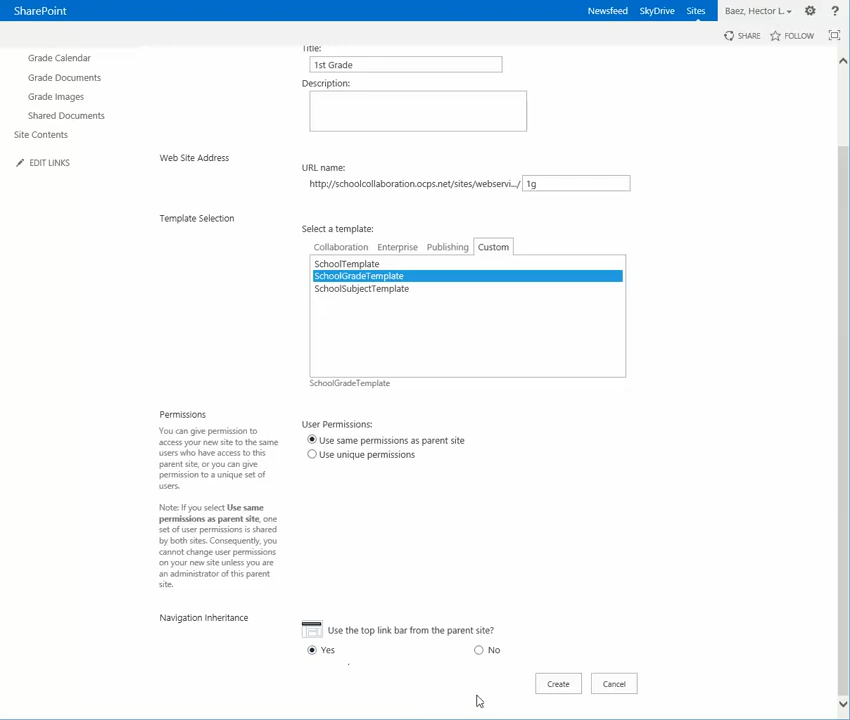 SharePoint
Newsfeed SkyDrive Sites Baez, Hector L. ?
SHARE FOLLOW
Grade Calendar
Grade Documents
Grade Images
Shared Documents
Site Contents
EDIT LINKS
Title:
1st Grade
Description:
Web Site Address
URL name:
http://schoolcollaboration.ocps.net/sites/webservi.../ 1g
Template Selection
Select a template:
Collaboration Enterprise Publishing Custom
SchoolTemplate
SchoolGradeTemplate
SchoolSubjectTemplate
SchoolGradeTemplate
Permissions
You can give permission to
access your new site to the same
users who have access to this
parent site, or you can give
permission to a unique set of
users.
Note: If you select Use same
permissions as parent site, one
set of user permissions is shared
by both sites. Consequently, you
cannot change user permissions
on your new site unless you are
an administrator of this parent
site.
User Permissions:
Use same permissions as parent site
Use unique permissions
Navigation Inheritance
Use the top link bar from the parent site?
Yes No
Create Cancel